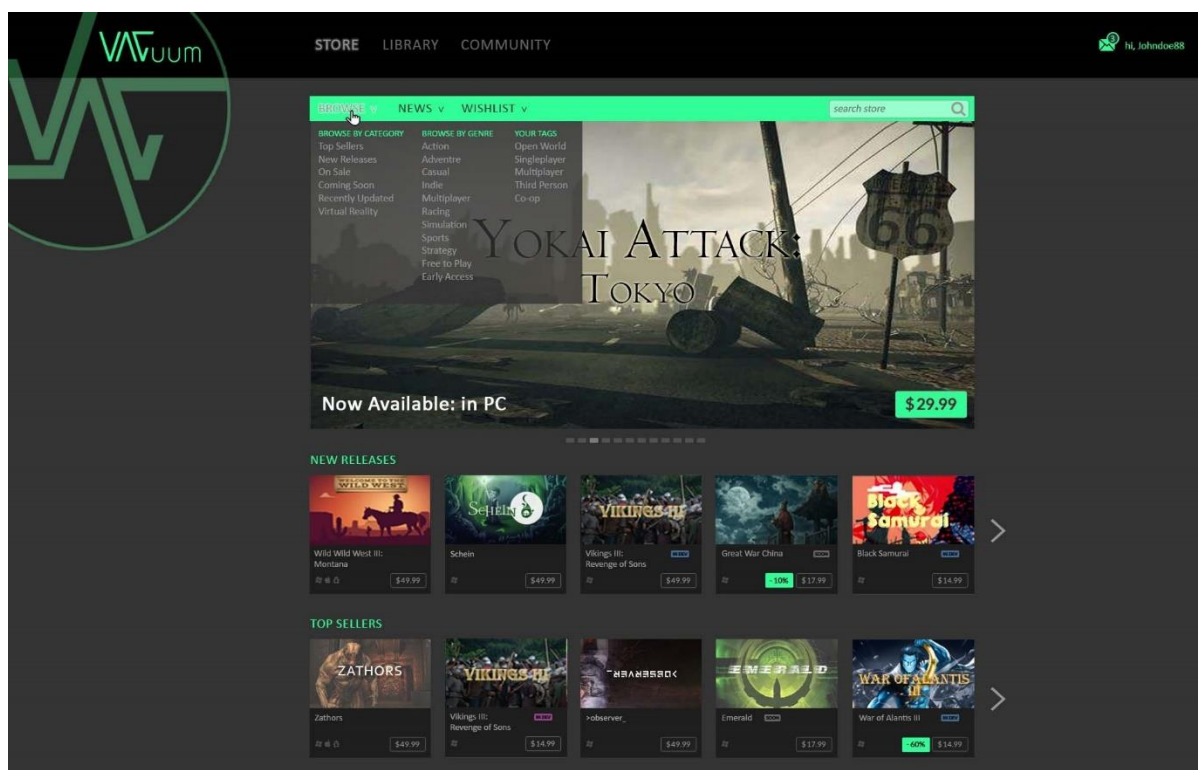 VACuum
STORE LIBRARY COMMUNITY
3
hi, Johndoe88
BROWSE v NEWS v WISHLIST v
search store
BROWSE BY CATEGORY
Top Sellers
New Releases
On Sale
Coming Soon
Recently Updated
Virtual Reality
BROWSE BY GENRE
Action
Adventre
Casual
Indie
Multiplayer
Racing
Simulation
Sports
Strategy
Free to Play
Early Access
YOUR TAGS
Open World
Singleplayer
Multiplayer
Third Person
Co-op
66
YOKAI ATTACK:
TOKYO
Now Available: in PC
$29.99
NEW RELEASES
WELCOME TO THE
WILD WEST
Wild Wild West III:
Montana
$49.99
SCHEIN
Schein
$49.99
VIKINGS III
Vikings III:
Revenge of Sons
$49.99
Great War China
-10% $17.99
Black
Samurai
Black Samurai
$14.99
TOP SELLERS
ZATHORS
Zathors
$49.99
VIKINGS III
Vikings III:
Revenge of Sons
$14.99
>observer_
$49.99
EMERALD
Emerald
$17.99
WAR OF ALANTIS
III
War of Alantis III
-60% $14.99